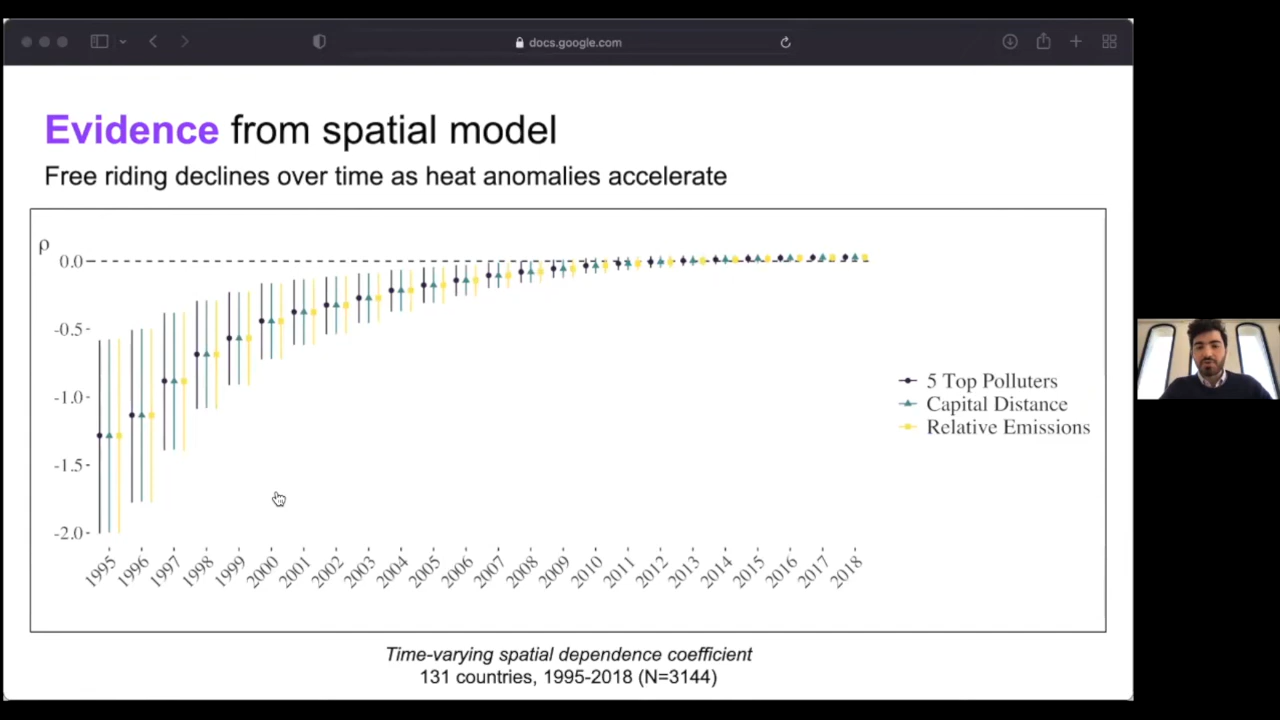 docs.google.com
Evidence from spatial model
Free riding declines over time as heat anomalies accelerate
ρ
0.0
-0.5
-1.0
-1.5
-2.0
1995 1996 1997 1998 1999 2000 2001 2002 2003 2004 2005 2006 2007 2008 2009 2010 2011 2012 2013 2014 2015 2016 2017 2018
5 Top Polluters
Capital Distance
Relative Emissions
Time-varying spatial dependence coefficient
131 countries, 1995-2018 (N=3144)